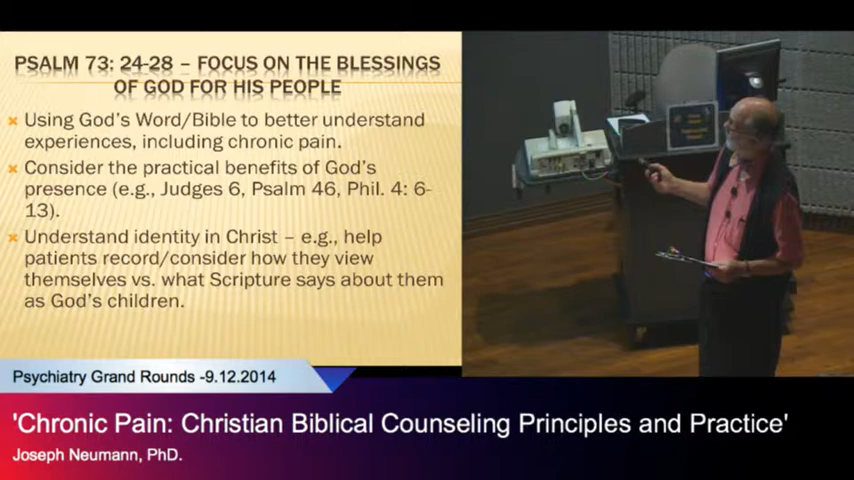 PSALM 73: 24-28 – FOCUS ON THE BLESSINGS
OF GOD FOR HIS PEOPLE
Using God's Word/Bible to better understand
experiences, including chronic pain.
Consider the practical benefits of God's
presence (e.g., Judges 6, Psalm 46, Phil. 4: 6-
13).
Understand identity in Christ – e.g., help
patients record/consider how they view
themselves vs. what Scripture says about them
as God's children.
Psychiatry Grand Rounds -9.12.2014
'Chronic Pain: Christian Biblical Counseling Principles and Practice'
Joseph Neumann, PhD.